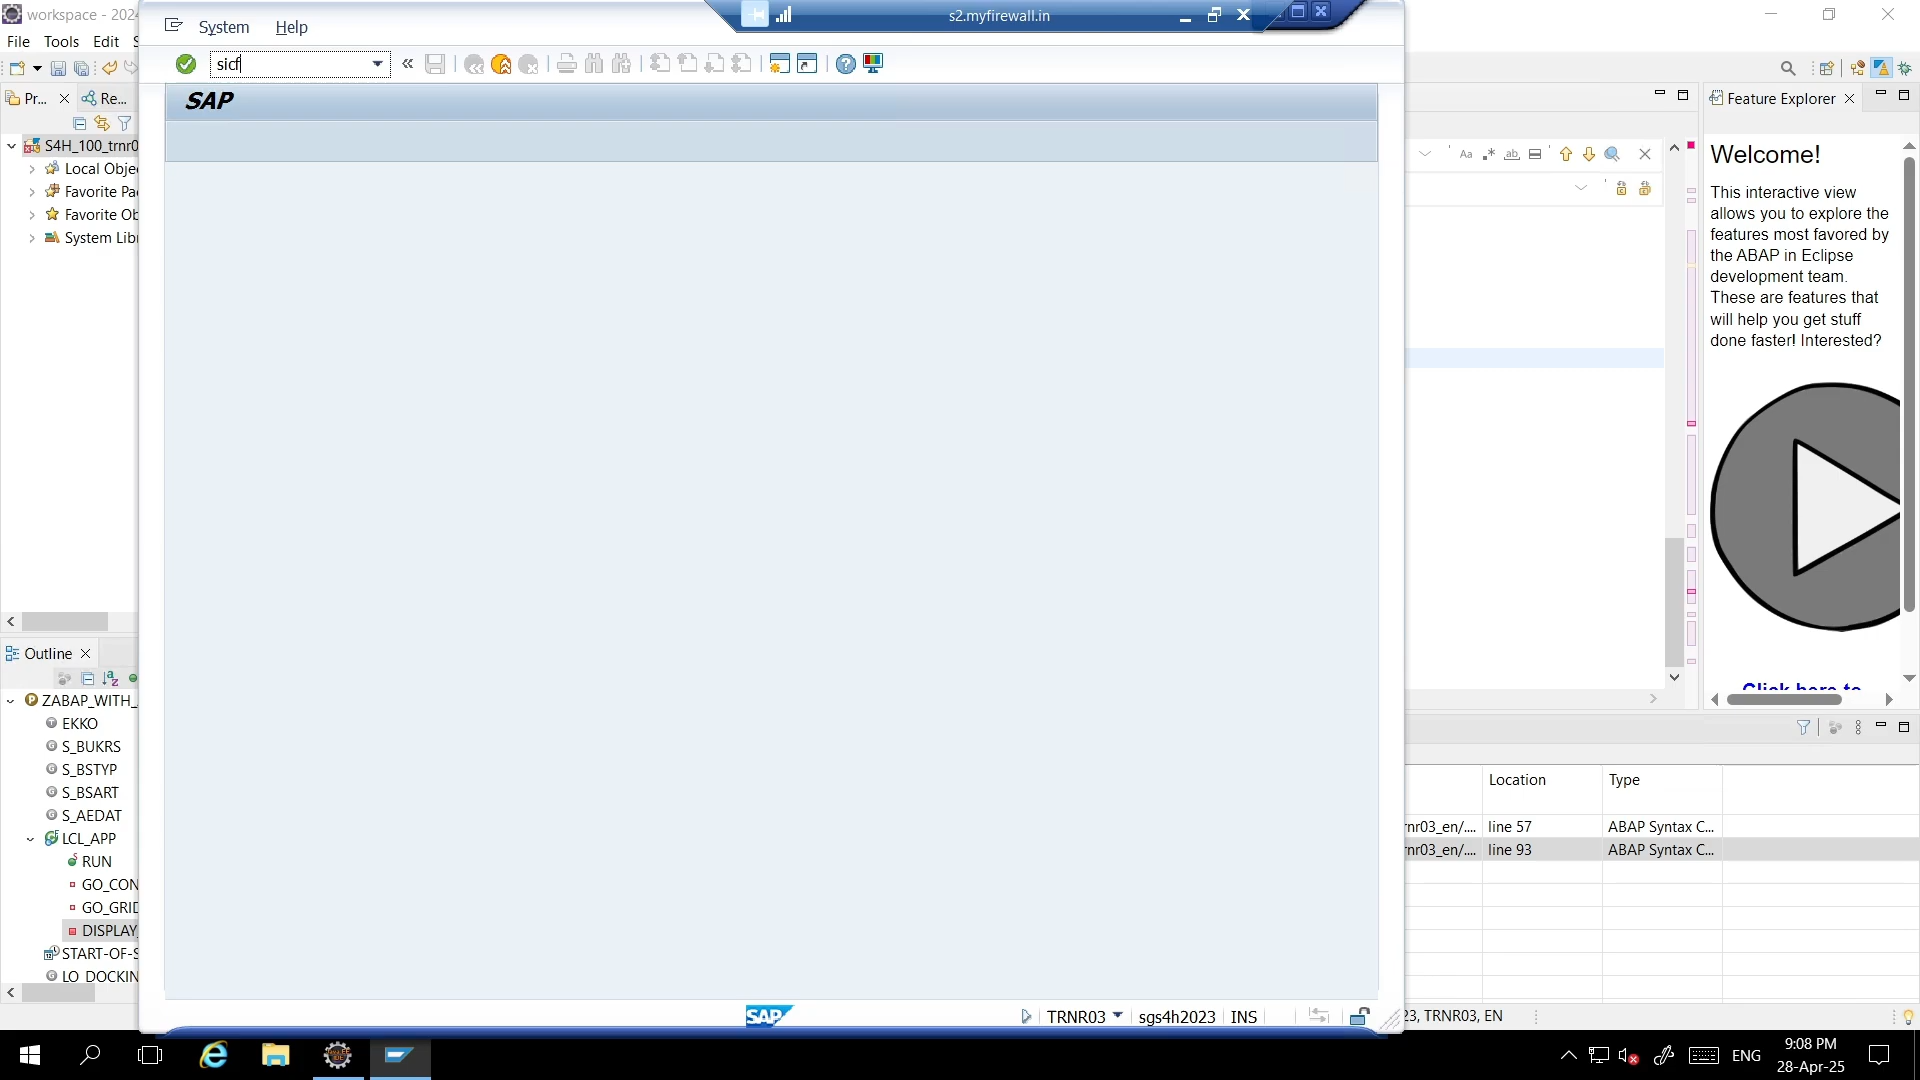 workspace - 2024
System
Help
s2.myfirewall.in
File
Tools
Edit
S
sicf
SAP
Pr...
Re...
Feature Explorer
S4H_100_trnr0
Local Obje
Favorite Pa
Favorite Ob
System Libr
Welcome!
This interactive view
allows you to explore the
features most favored by
the ABAP in Eclipse
development team.
These are features that
will help you get stuff
done faster! Interested?
Click here to
Outline
ZABAP_WITH_
EKKO
S_BUKRS
S_BSTYP
S_BSART
S_AEDAT
LCL_APP
RUN
GO_CON
GO_GRID
DISPLAY
START-OF-S
LO_DOCKIN
Location
Type
rnr03_en/....
line 57
ABAP Syntax C...
rnr03_en/....
line 93
ABAP Syntax C...
SAP
TRNR03
sgs4h2023
INS
23, TRNR03, EN
ENG
9:08 PM
28-Apr-25